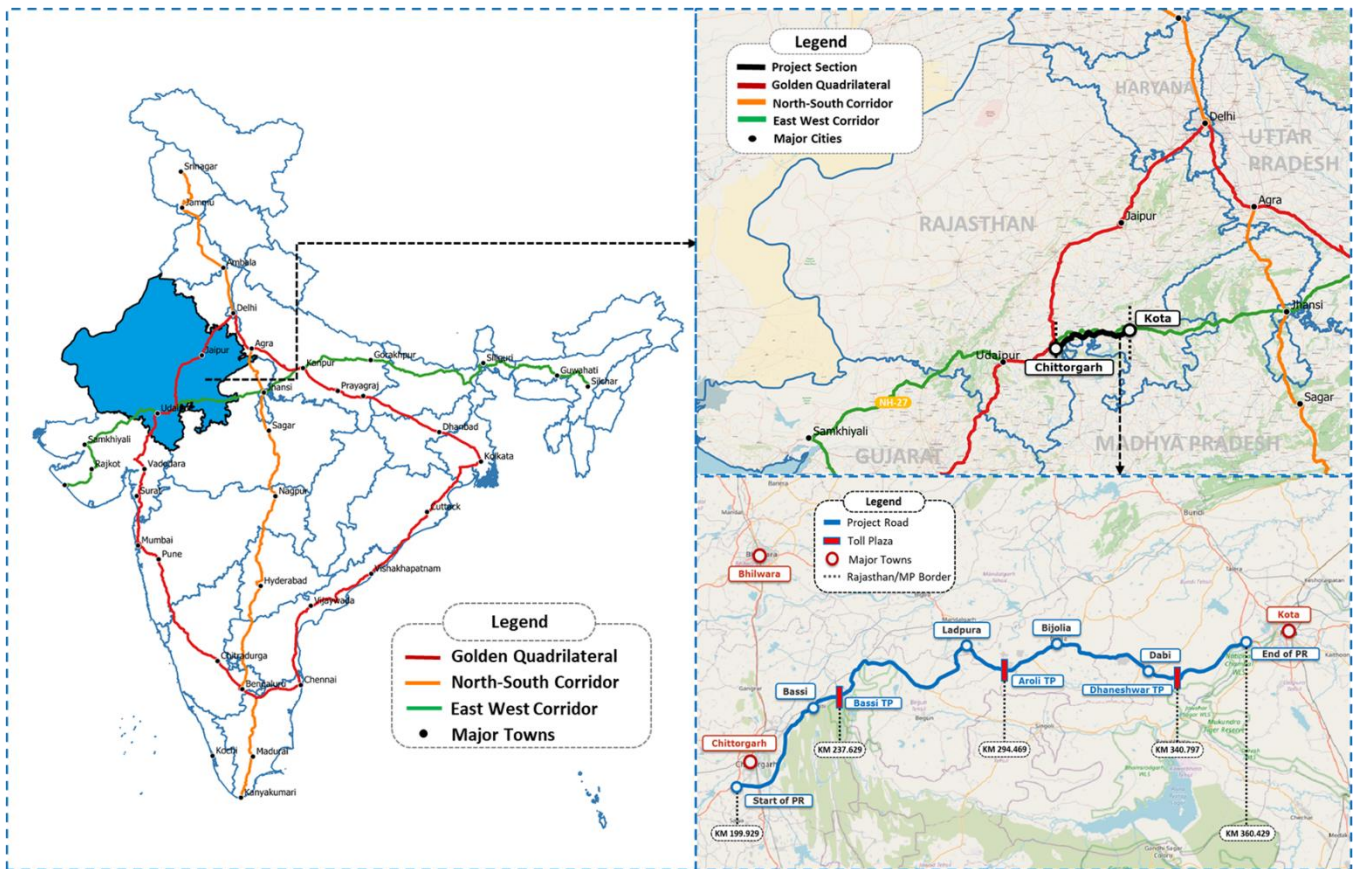 Srinagar
Jammu
Ambala
Delhi
Jaipur
Agra
Kanpur
Gorakhpur
Siliguri
Guwahati
Silchar
Prayagraj
Jhansi
Sagar
Dhanbad
Kolkata
Samkhiyali
Rajkot
Vadodara
Surat
Nagpur
Cuttack
Mumbai
Pune
Vishakhapatnam
Hyderabad
Vijaywada
Chitradurga
Bengaluru
Chennai
Kochi
Madurai
Kanyakumari
Legend
Golden Quadrilateral
North-South Corridor
East West Corridor
Major Towns
Legend
Project Section
Golden Quadrilateral
North-South Corridor
East West Corridor
Major Cities
HARYANA
Delhi
UTTAR
PRADESH
RAJASTHAN
Jaipur
Agra
Jhansi
Kota
Udaipur
Chittorgarh
NH-27
Sagar
Samkhiyali
GUJARAT
MADHYA PRADESH
Legend
Project Road
Toll Plaza
Major Towns
Rajasthan/MP Border
Bhilwara
Bundi
Kota
Ladpura
Bijolia
Dabi
End of PR
Kaithoon
Bassi
Bassi TP
Aroli TP
Dhaneshwar TP
Begun
Singoli
Chittorgarh
Start of PR
KM 237.629
KM 294.469
KM 340.797
KM 199.929
KM 360.429